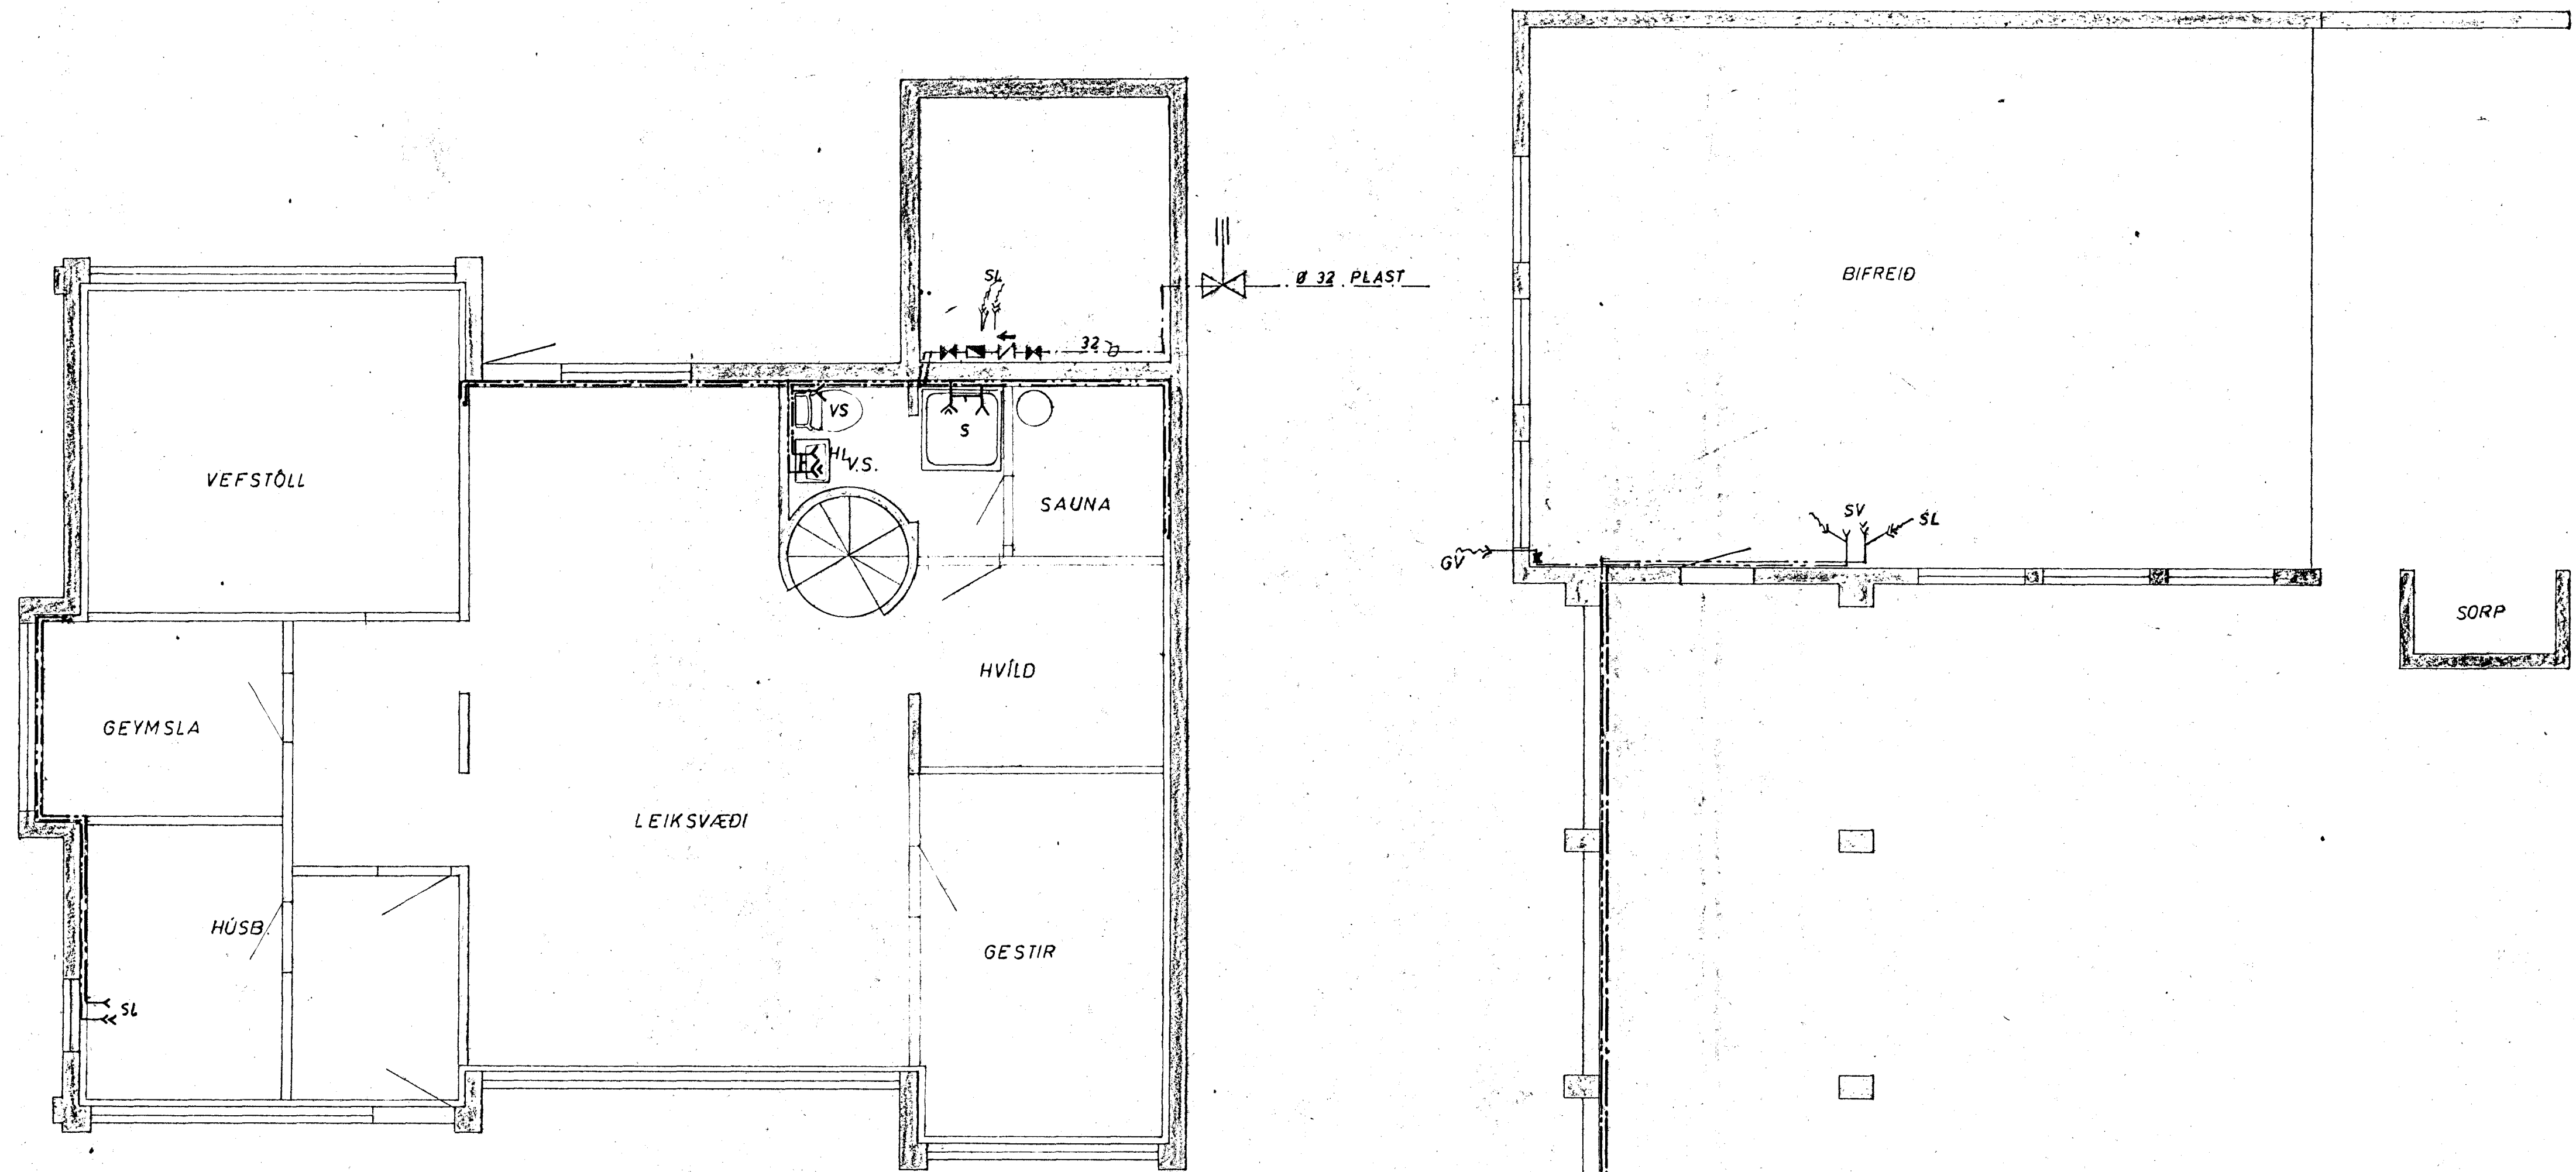 SL
Ø 32 PLAST
32
VS
HL V.S.
S
VEFSTÓLL
SAUNA
HVÍLD
GEYMSLA
LEIKSVÆÐI
HÚSB.
GESTIR
SL
BIFREIÐ
SV
SL
GV
SORP